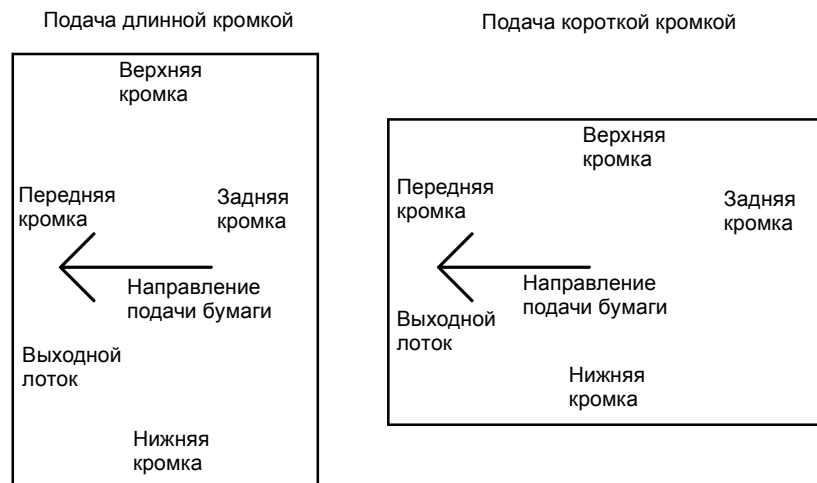 Подача длинной кромкой
Верхняя
кромка
Передняя
кромка
Задняя
кромка
Направление
подачи бумаги
Выходной
лоток
Нижняя
кромка
Подача короткой кромкой
Верхняя
кромка
Передняя
кромка
Задняя
кромка
Направление
подачи бумаги
Выходной
лоток
Нижняя
кромка